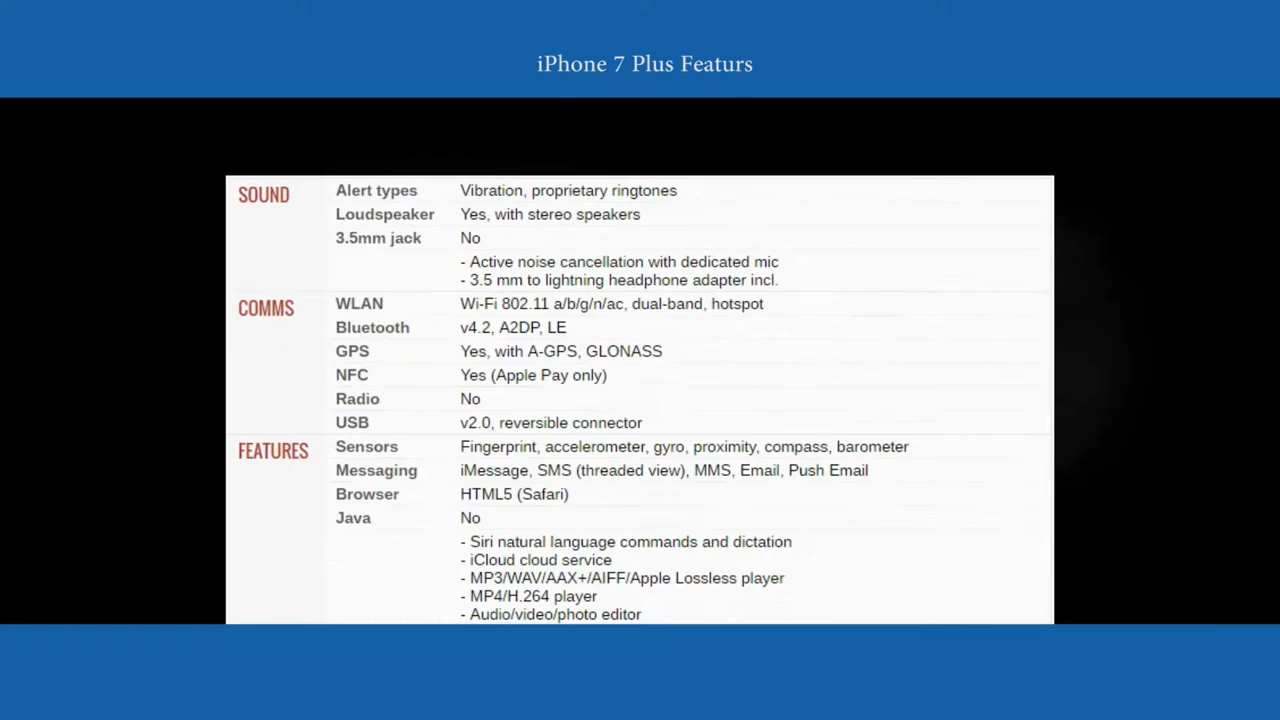 iPhone 7 Plus Featurs
SOUND Alert types Vibration, proprietary ringtones
Loudspeaker Yes, with stereo speakers
3.5mm jack No
- Active noise cancellation with dedicated mic
- 3.5 mm to lightning headphone adapter incl.
COMMS WLAN Wi-Fi 802.11 a/b/g/n/ac, dual-band, hotspot
Bluetooth v4.2, A2DP, LE
GPS Yes, with A-GPS, GLONASS
NFC Yes (Apple Pay only)
Radio No
USB v2.0, reversible connector
FEATURES Sensors Fingerprint, accelerometer, gyro, proximity, compass, barometer
Messaging iMessage, SMS (threaded view), MMS, Email, Push Email
Browser HTML5 (Safari)
Java No
- Siri natural language commands and dictation
- iCloud cloud service
- MP3/WAV/AAX+/AIFF/Apple Lossless player
- MP4/H.264 player
- Audio/video/photo editor